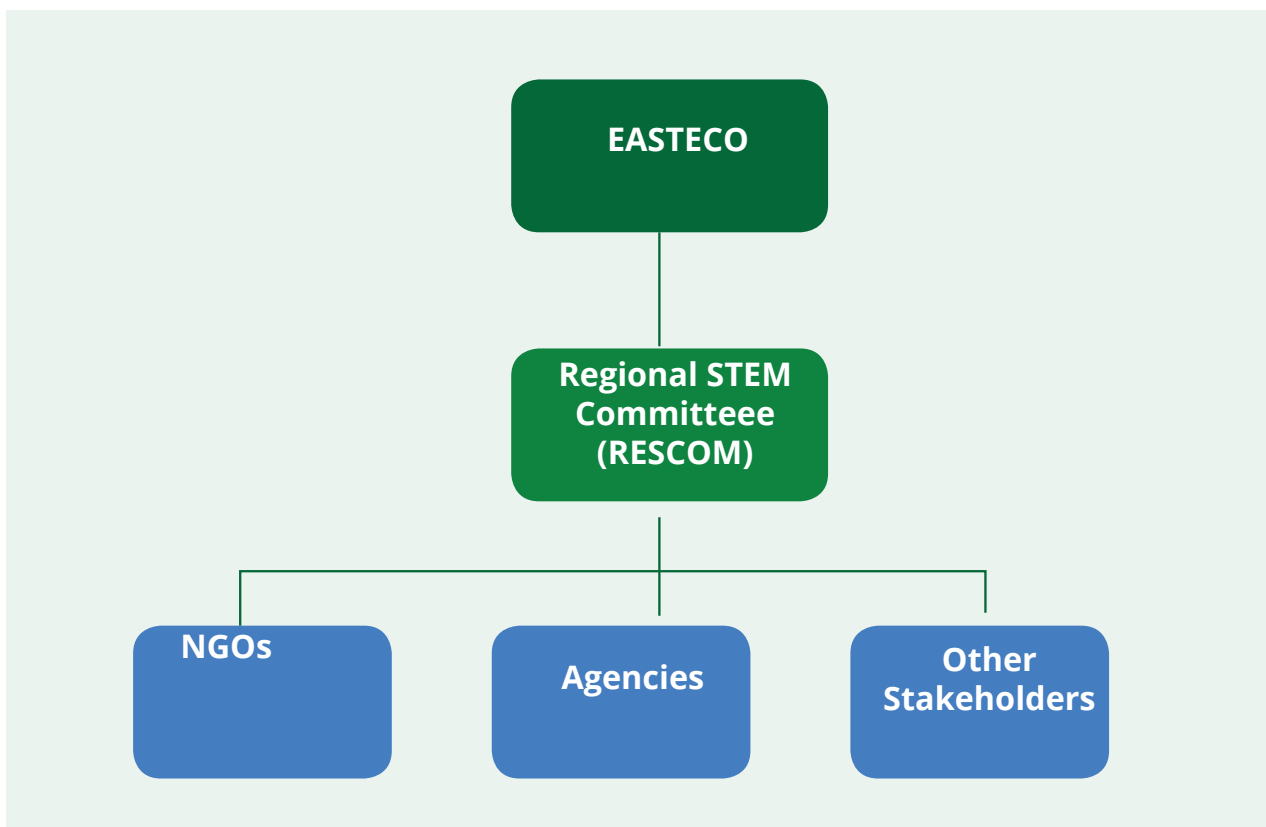 EASTECO
Regional STEM
Committeee
(RESCOM)
NGOs
Agencies
Other
Stakeholders